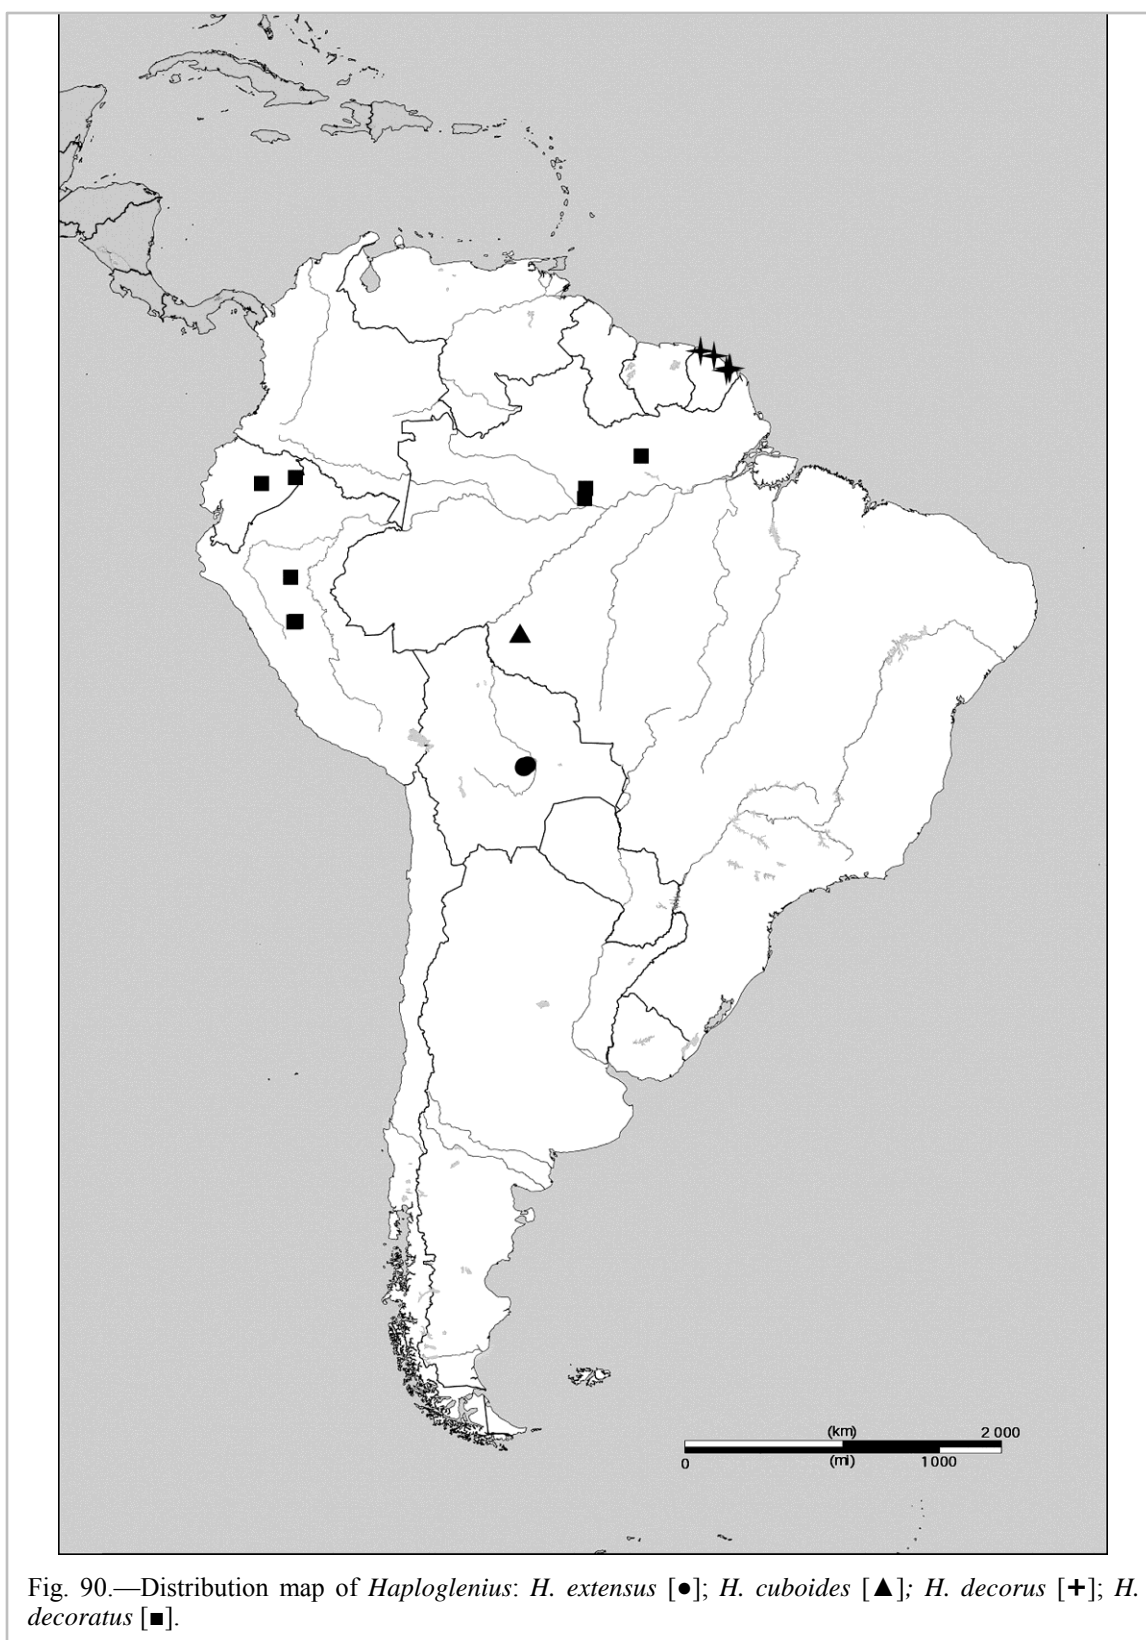 (km)
2 000
0
(mi)
1000
Fig. 90.—Distribution map of Haploglenius: H. extensus [●]; H. cuboides [▲]; H. decorus [+]; H.
decoratus [■].